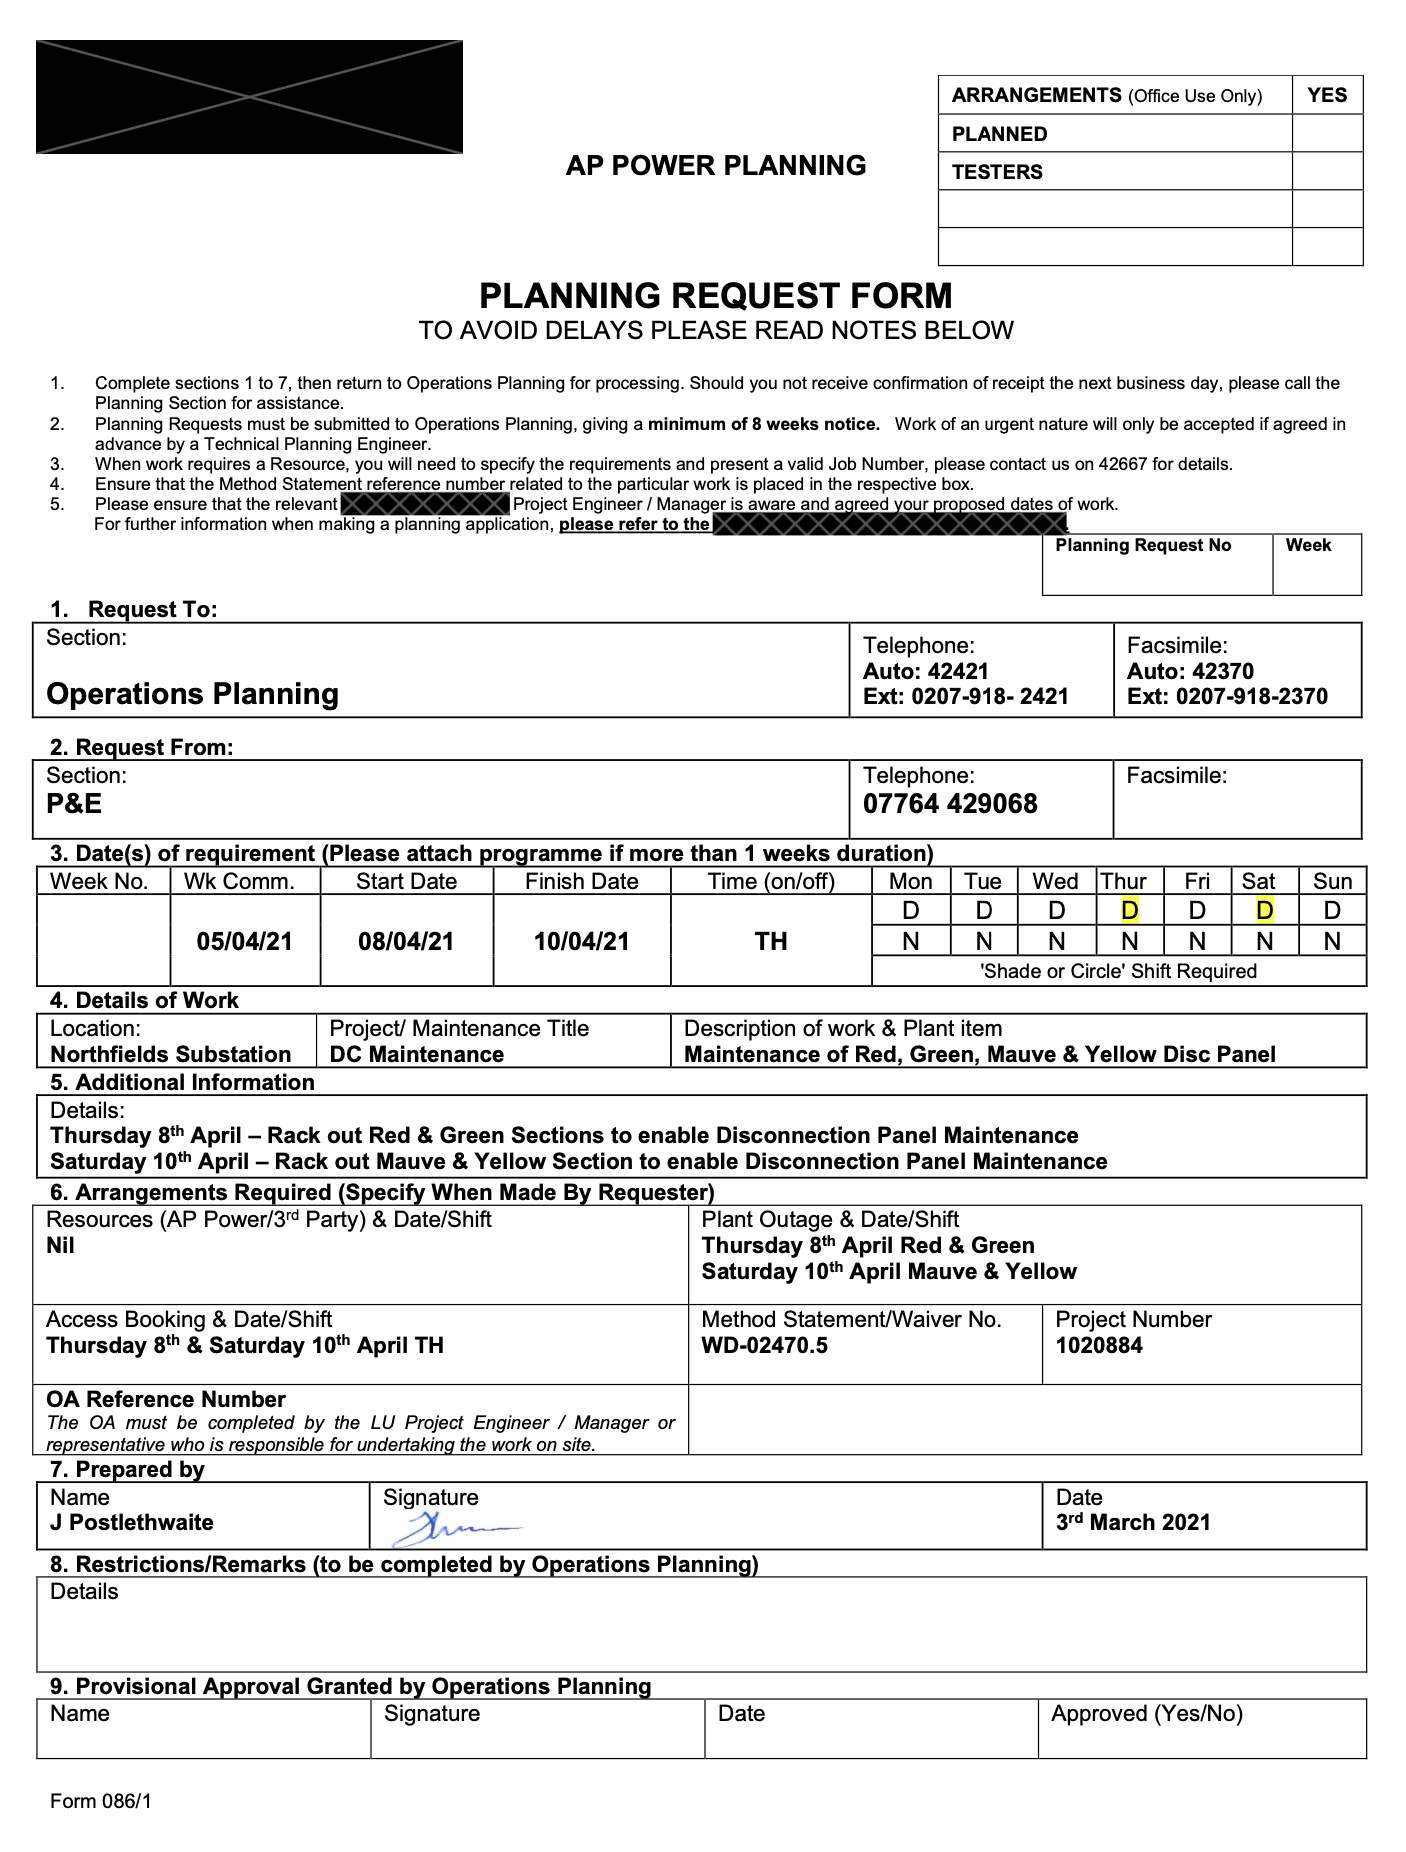 ARRANGEMENTS (Office Use Only) YES
PLANNED
TESTERS
AP POWER PLANNING
PLANNING REQUEST FORM
TO AVOID DELAYS PLEASE READ NOTES BELOW
1. Complete sections 1 to 7, then return to Operations Planning for processing. Should you not receive confirmation of receipt the next business day, please call the
Planning Section for assistance.
2. Planning Requests must be submitted to Operations Planning, giving a minimum of 8 weeks notice. Work of an urgent nature will only be accepted if agreed in
advance by a Technical Planning Engineer.
3. When work requires a Resource, you will need to specify the requirements and present a valid Job Number, please contact us on 42667 for details.
4. Ensure that the Method Statement reference number related to the particular work is placed in the respective box.
5. Please ensure that the relevant Project Engineer / Manager is aware and agreed your proposed dates of work.
For further information when making a planning application, please refer to the .
Planning Request No Week
1. Request To:
Section:
Operations Planning
Telephone:
Auto: 42421
Ext: 0207-918- 2421
Facsimile:
Auto: 42370
Ext: 0207-918-2370
2. Request From:
Section:
P&E
Telephone:
07764 429068
Facsimile:
3. Date(s) of requirement (Please attach programme if more than 1 weeks duration)
Week No. Wk Comm. Start Date Finish Date Time (on/off) Mon Tue Wed Thur Fri Sat Sun
D D D D D D D
05/04/21 08/04/21 10/04/21 TH N N N N N N N
'Shade or Circle' Shift Required
4. Details of Work
Location: Project/ Maintenance Title Description of work & Plant item
Northfields Substation DC Maintenance Maintenance of Red, Green, Mauve & Yellow Disc Panel
5. Additional Information
Details:
Thursday 8th April – Rack out Red & Green Sections to enable Disconnection Panel Maintenance
Saturday 10th April – Rack out Mauve & Yellow Section to enable Disconnection Panel Maintenance
6. Arrangements Required (Specify When Made By Requester)
Resources (AP Power/3rd Party) & Date/Shift
Nil
Plant Outage & Date/Shift
Thursday 8th April Red & Green
Saturday 10th April Mauve & Yellow
Access Booking & Date/Shift
Thursday 8th & Saturday 10th April TH
Method Statement/Waiver No.
WD-02470.5
Project Number
1020884
OA Reference Number
The OA must be completed by the LU Project Engineer / Manager or
representative who is responsible for undertaking the work on site.
7. Prepared by
Name Signature Date
J Postlethwaite 3rd March 2021
8. Restrictions/Remarks (to be completed by Operations Planning)
Details
9. Provisional Approval Granted by Operations Planning
Name Signature Date Approved (Yes/No)
Form 086/1